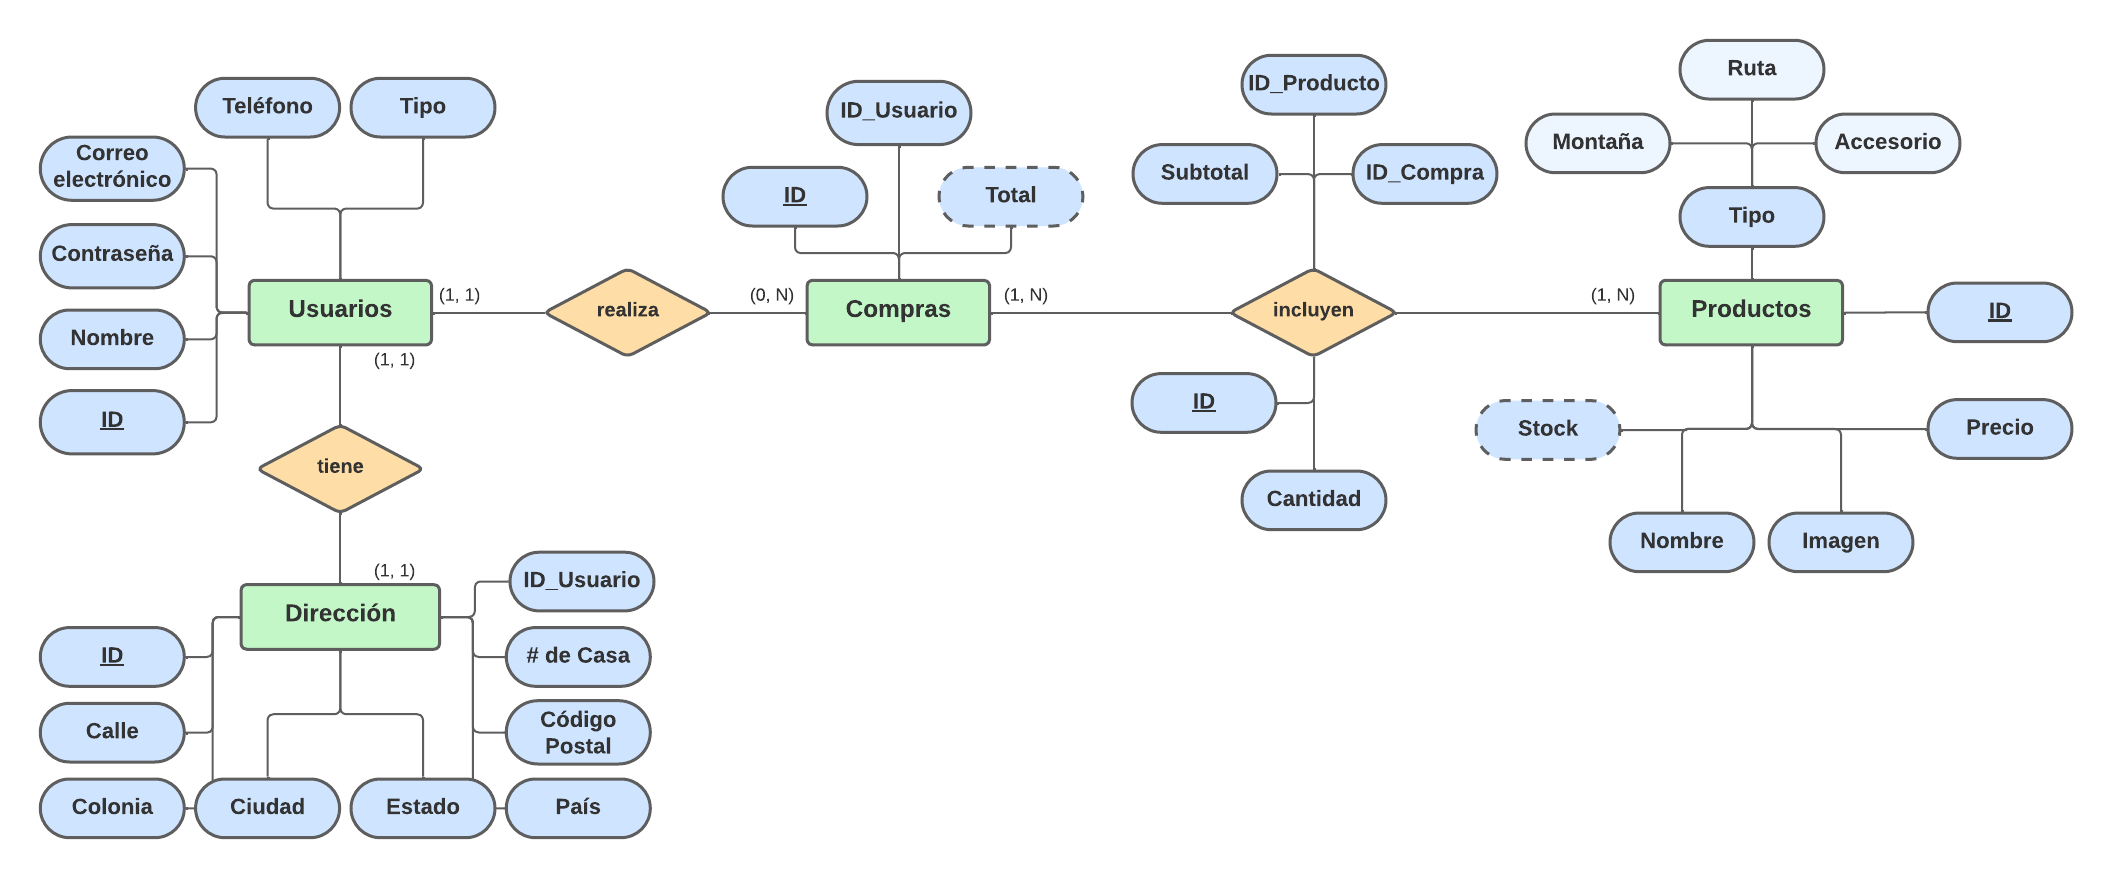 Ruta
ID_Producto
Teléfono
Tipo
ID_Usuario
Montaña
Accesorio
Correo
electrónico
Subtotal
ID_Compra
ID
Total
Tipo
Contraseña
(1, 1)
(0, N)
(1, N)
(1, N)
Usuarios
realiza
Compras
incluyen
Productos
ID
Nombre
(1, 1)
ID
ID
Stock
Precio
tiene
Cantidad
Nombre
Imagen
(1, 1)
ID_Usuario
Dirección
ID
# de Casa
Calle
Código
Postal
Colonia
Ciudad
Estado
País